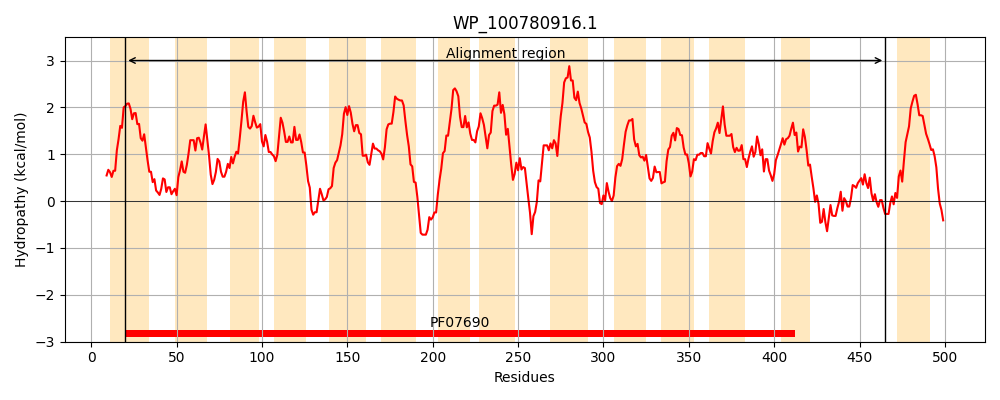 WP_100780916.1
Hydropathy (kcal/mol)
3
2
1
0
−1
−2
−3
Alignment region
PF07690
0 50 100 150 200 250 300 350 400 450 500
Residues